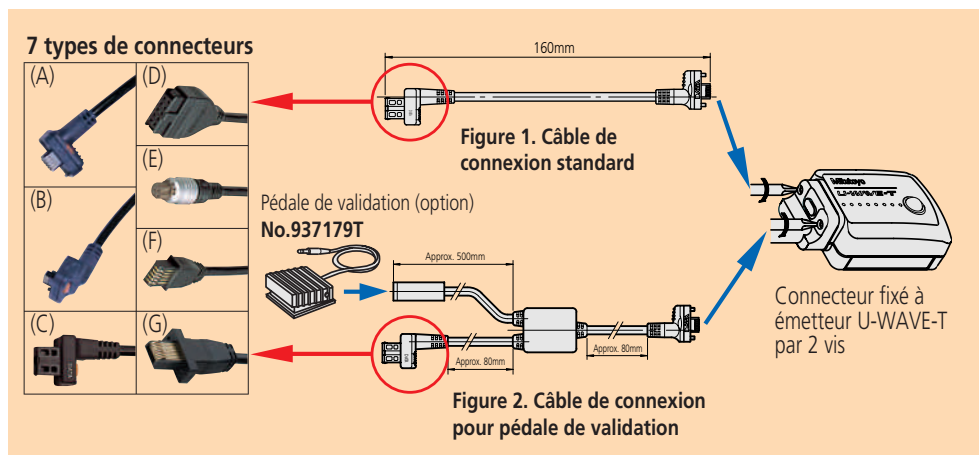 7 types de connecteurs
(A)
(D)
(E)
(B)
(F)
(C)
(G)
160mm
Figure 1. Câble de
connexion standard
Pédale de validation (option)
No.937179T
Approx. 500mm
Approx. 80mm
Approx. 80mm
Figure 2. Câble de connexion
pour pédale de validation
Mitutoyo
U-WAVE-T
Connecteur fixé à
émetteur U-WAVE-T
par 2 vis